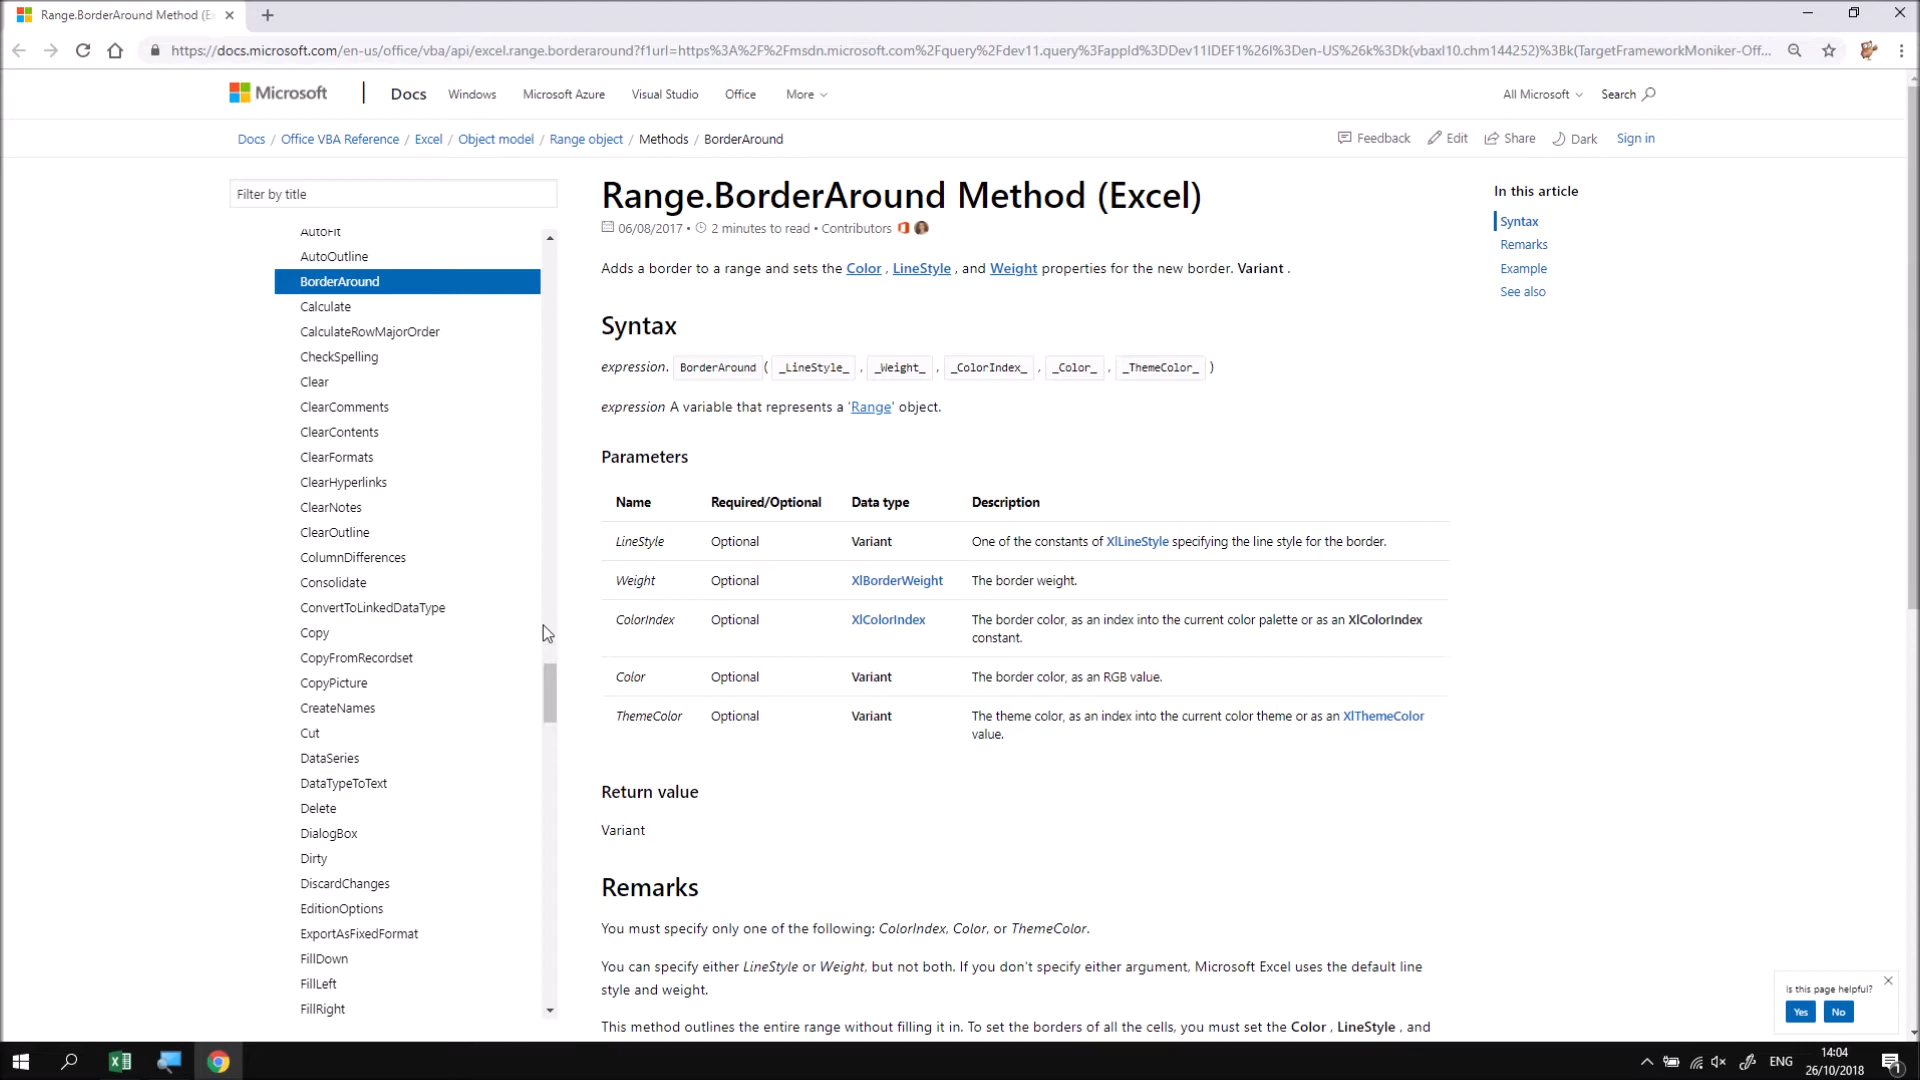 Range.BorderAround Method (Ex
https://docs.microsoft.com/en-us/office/vba/api/excel.range.borderaround?f1url=https%3A%2F%2Fmsdn.microsoft.com%2Fquery%2Fdev11.query%3FappId%3DDev11IDEF1%26l%3Den-US%26k%3Dk(vbaxl10.chm144252)%3Bk(TargetFrameworkMoniker-Off...
Microsoft
Docs Windows Microsoft Azure Visual Studio Office More
All Microsoft Search
Docs / Office VBA Reference / Excel / Object model / Range object / Methods / BorderAround
Feedback Edit Share Dark Sign in
Filter by title
AutoFit
AutoOutline
BorderAround
Calculate
CalculateRowMajorOrder
CheckSpelling
Clear
ClearComments
ClearContents
ClearFormats
ClearHyperlinks
ClearNotes
ClearOutline
ColumnDifferences
Consolidate
ConvertToLinkedDataType
Copy
CopyFromRecordset
CopyPicture
CreateNames
Cut
DataSeries
DataTypeToText
Delete
DialogBox
Dirty
DiscardChanges
EditionOptions
ExportAsFixedFormat
FillDown
FillLeft
FillRight
Range.BorderAround Method (Excel)
06/08/2017 • 2 minutes to read • Contributors
Adds a border to a range and sets the Color , LineStyle , and Weight properties for the new border. Variant .
Syntax
expression. BorderAround ( _LineStyle_ , _Weight_ , _ColorIndex_ , _Color_ , _ThemeColor_ )
expression A variable that represents a 'Range' object.
Parameters
Name Required/Optional Data type Description
LineStyle Optional Variant One of the constants of XlLineStyle specifying the line style for the border.
Weight Optional XlBorderWeight The border weight.
ColorIndex Optional XlColorIndex The border color, as an index into the current color palette or as an XlColorIndex
constant.
Color Optional Variant The border color, as an RGB value.
ThemeColor Optional Variant The theme color, as an index into the current color theme or as an XlThemeColor
value.
Return value
Variant
Remarks
You must specify only one of the following: ColorIndex, Color, or ThemeColor.
You can specify either LineStyle or Weight, but not both. If you don't specify either argument, Microsoft Excel uses the default line
style and weight.
This method outlines the entire range without filling it in. To set the borders of all the cells, you must set the Color , LineStyle , and
In this article
Syntax
Remarks
Example
See also
Is this page helpful?
Yes No
ENG
14:04
26/10/2018
1